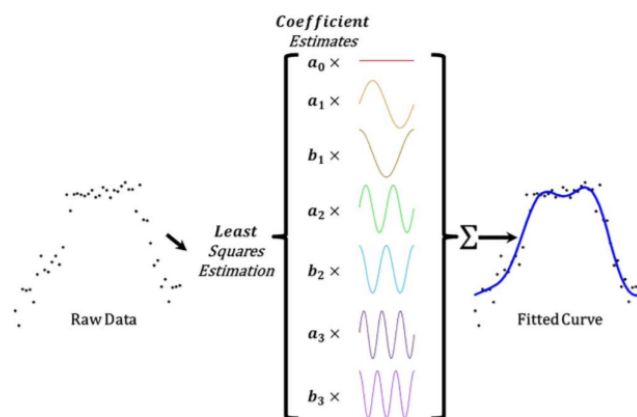 Coefficient
Estimates
a₀ ×
a₁ ×
b₁ ×
a₂ ×
b₂ ×
a₃ ×
b₃ ×
Least
Squares
Estimation
Σ
Raw Data
Fitted Curve